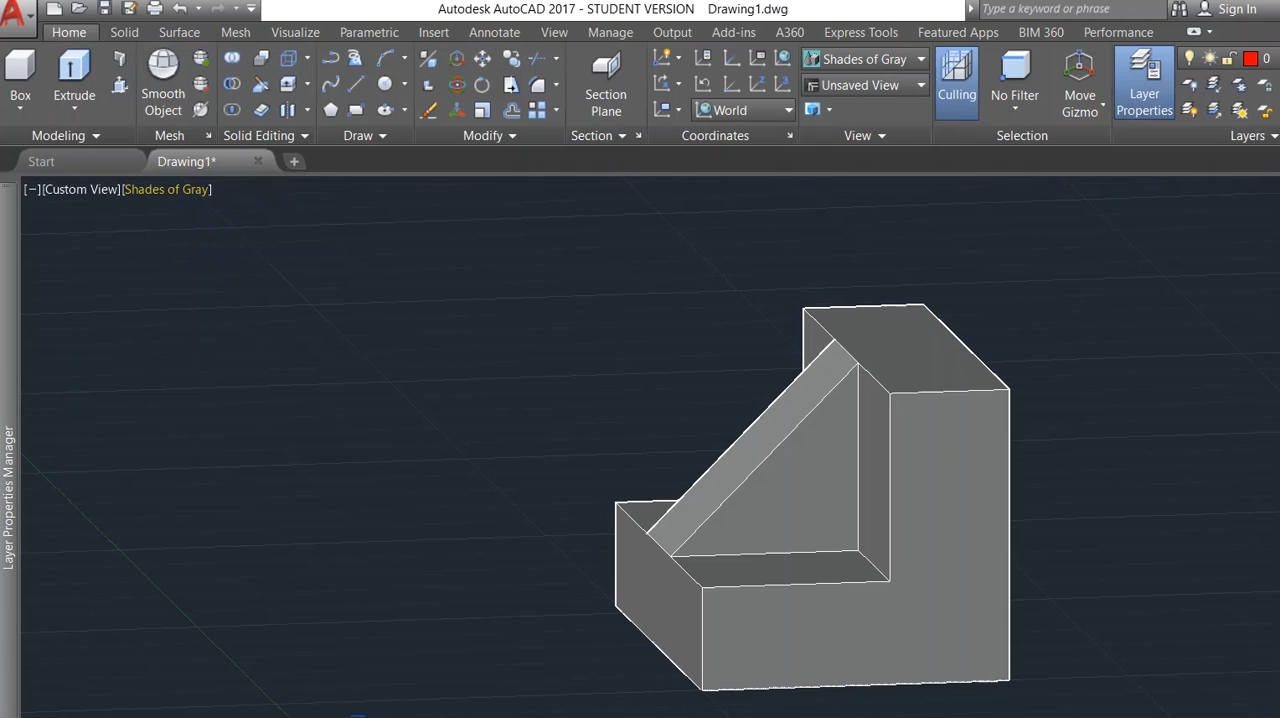 Autodesk AutoCAD 2017 - STUDENT VERSION Drawing1.dwg
Type a keyword or phrase
Sign In
Home Solid Surface Mesh Visualize Parametric Insert Annotate View Manage Output Add-ins A360 Express Tools Featured Apps BIM 360 Performance
Box
Extrude
Smooth
Object
Section
Plane
World
Shades of Gray
Unsaved View
Culling
No Filter
Move
Gizmo
Layer
Properties
0
Modeling Mesh Solid Editing Draw Modify Section Coordinates View Selection Layers
Start Drawing1*
[−][Custom View][Shades of Gray]
Layer Properties Manager